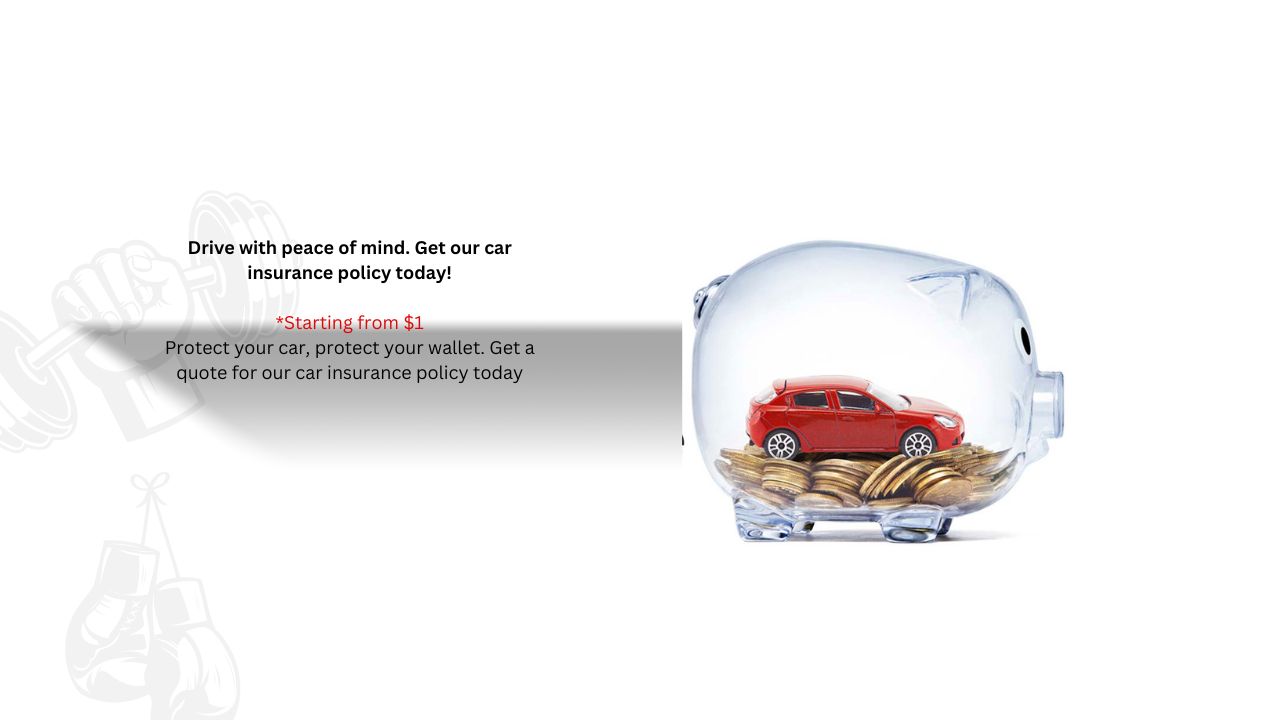 Drive with peace of mind. Get our car
insurance policy today!
*Starting from $1
Protect your car, protect your wallet. Get a
quote for our car insurance policy today